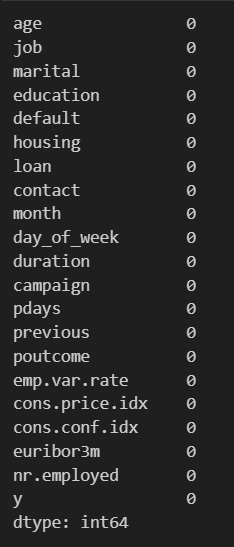 age 0
job 0
marital 0
education 0
default 0
housing 0
loan 0
contact 0
month 0
day_of_week 0
duration 0
campaign 0
pdays 0
previous 0
poutcome 0
emp.var.rate 0
cons.price.idx 0
cons.conf.idx 0
euribor3m 0
nr.employed 0
y 0
dtype: int64